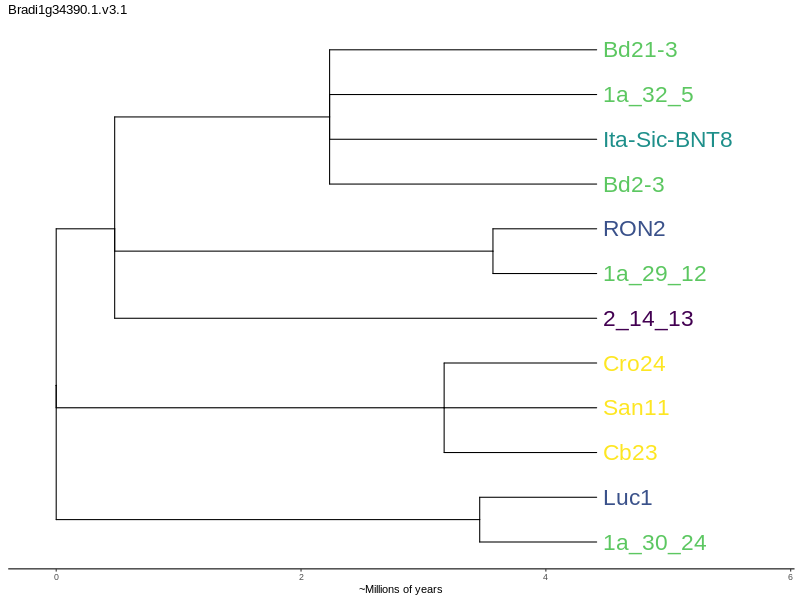 Bradi1g34390.1.v3.1
Bd21-3
1a_32_5
Ita-Sic-BNT8
Bd2-3
RON2
1a_29_12
2_14_13
Cro24
San11
Cb23
Luc1
1a_30_24
0 2 4 6
~Millions of years